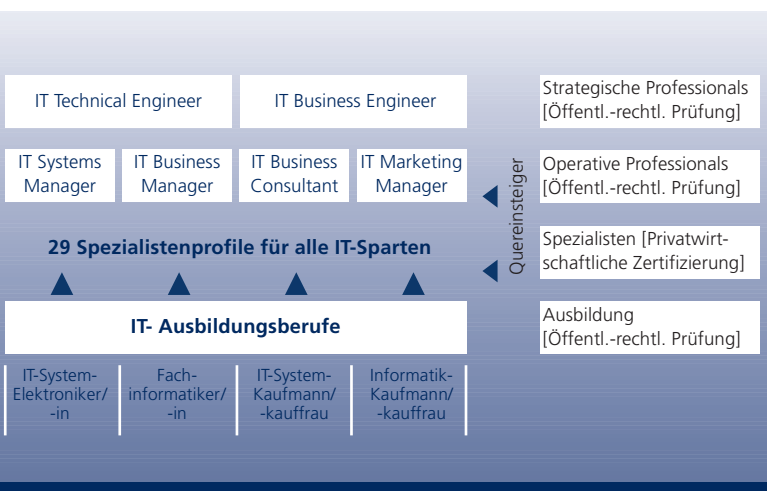 IT Technical Engineer
IT Business Engineer
Strategische Professionals
[Öffentl.-rechtl. Prüfung]
IT Systems
Manager
IT Business
Manager
IT Business
Consultant
IT Marketing
Manager
Quereinsteiger
Operative Professionals
[Öffentl.-rechtl. Prüfung]
29 Spezialistenprofile für alle IT-Sparten
Spezialisten [Privatwirt-
schaftliche Zertifizierung]
IT- Ausbildungsberufe
Ausbildung
[Öffentl.-rechtl. Prüfung]
IT-System-
Elektroniker/
-in
Fach-
informatiker/
-in
IT-System-
Kaufmann/
-kauffrau
Informatik-
Kaufmann/
-kauffrau